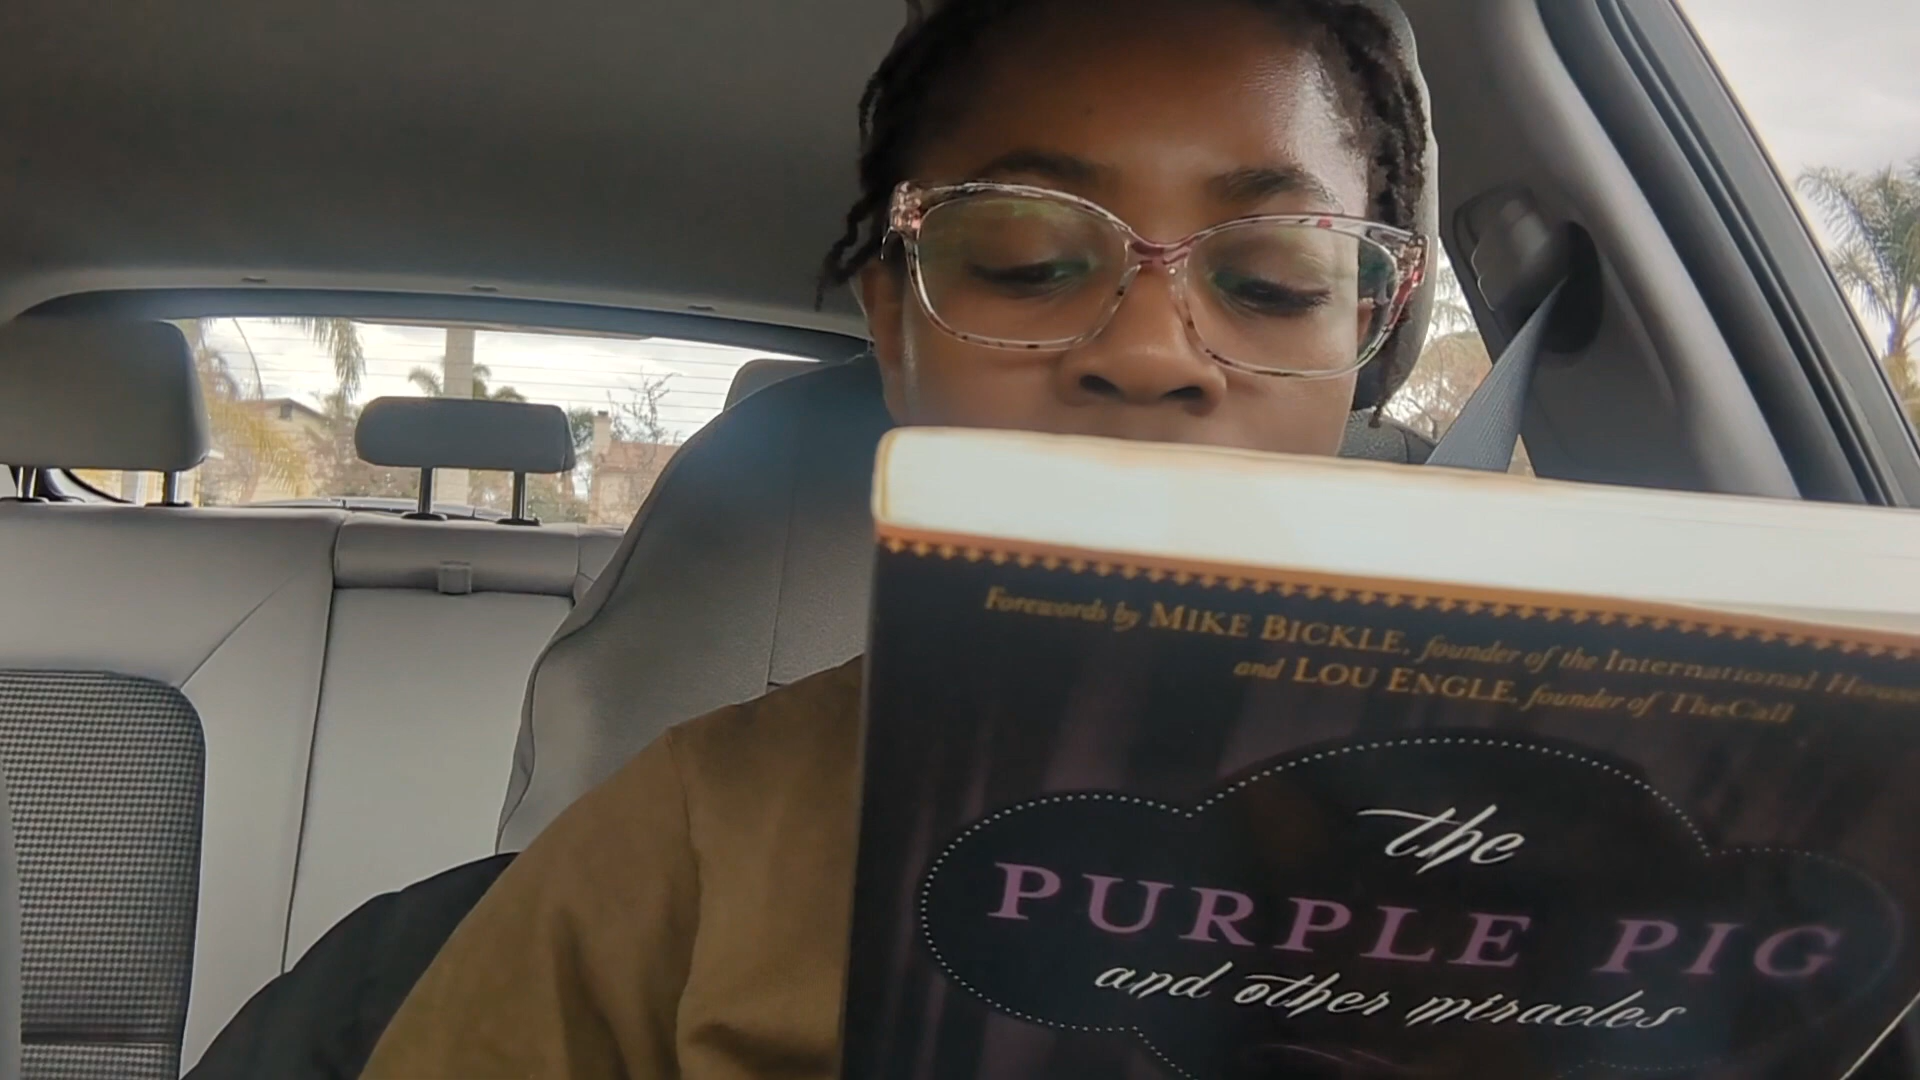 Forewords by MIKE BICKLE, founder of the International House
and LOU ENGLE, founder of TheCall
the
PURPLE PIG
and other miracles